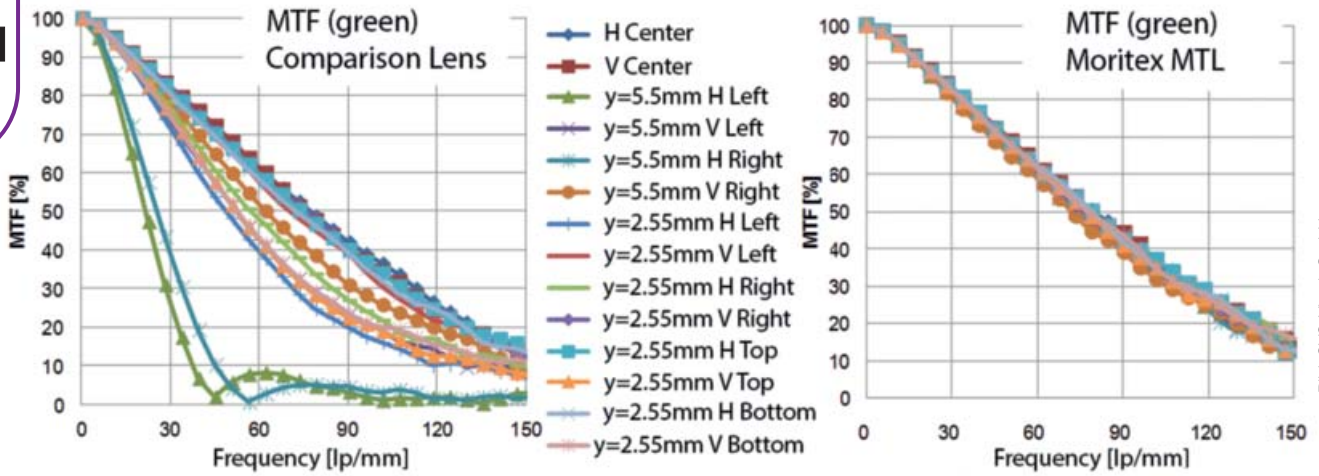 MTF (green)
Comparison Lens
MTF [%]
100
90
80
70
60
50
40
30
20
10
0
0 30 60 90 120 150
Frequency [lp/mm]
H Center
V Center
y=5.5mm H Left
y=5.5mm V Left
y=5.5mm H Right
y=5.5mm V Right
y=2.55mm H Left
y=2.55mm V Left
y=2.55mm H Right
y=2.55mm V Right
y=2.55mm H Top
y=2.55mm V Top
y=2.55mm H Bottom
y=2.55mm V Bottom
MTF (green)
Moritex MTL
MTF [%]
100
90
80
70
60
50
40
30
20
10
0
0 30 60 90 120 150
Frequency [lp/mm]